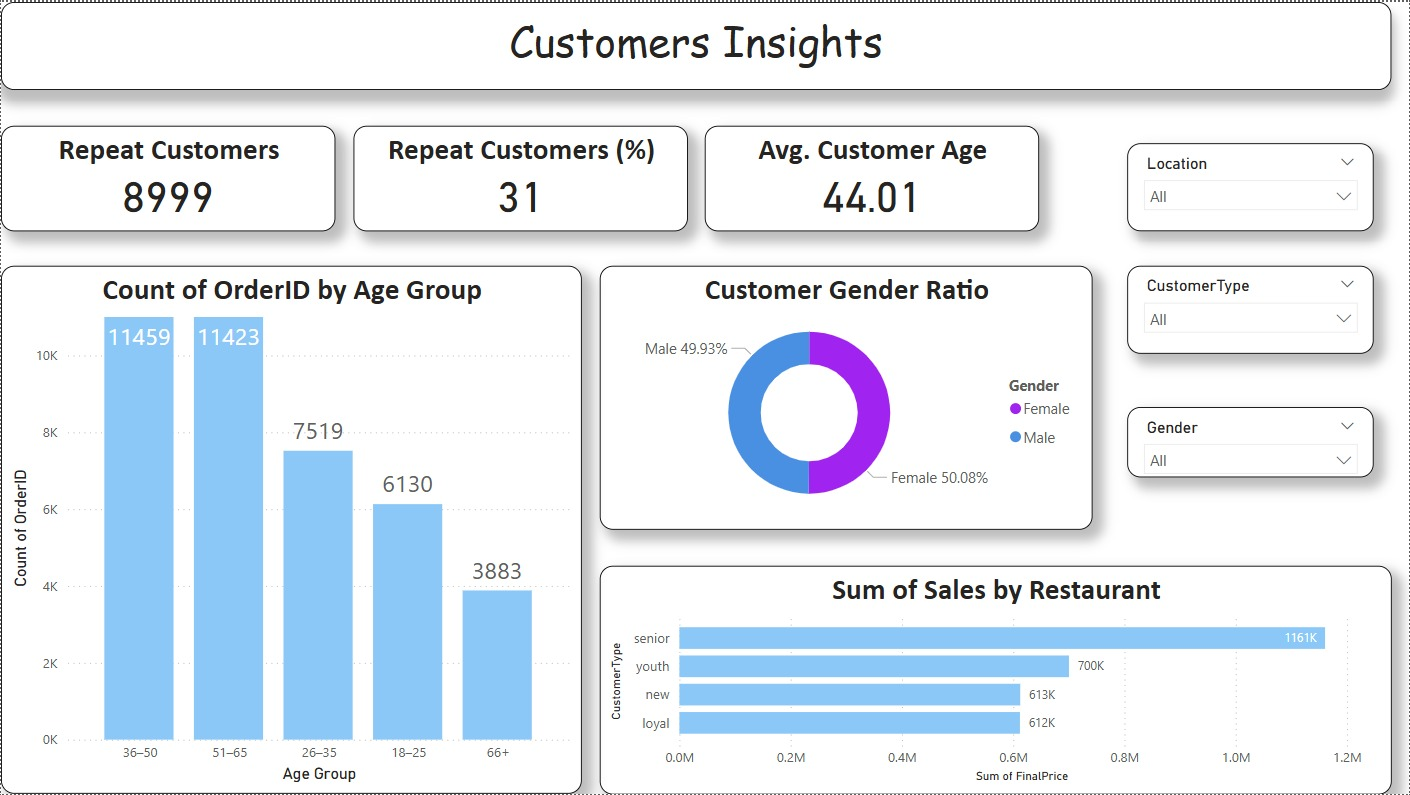 Customers Insights
Repeat Customers
8999
Repeat Customers (%)
31
Avg. Customer Age
44.01
Location
All
CustomerType
All
Gender
All
Count of OrderID by Age Group
Count of OrderID
10K
8K
6K
4K
2K
0K
11459
11423
7519
6130
3883
36–50
51–65
26–35
18–25
66+
Age Group
Customer Gender Ratio
Male 49.93%
Female 50.08%
Gender
Female
Male
Sum of Sales by Restaurant
CustomerType
senior
1161K
youth
700K
new
613K
loyal
612K
0.0M
0.2M
0.4M
0.6M
0.8M
1.0M
1.2M
Sum of FinalPrice